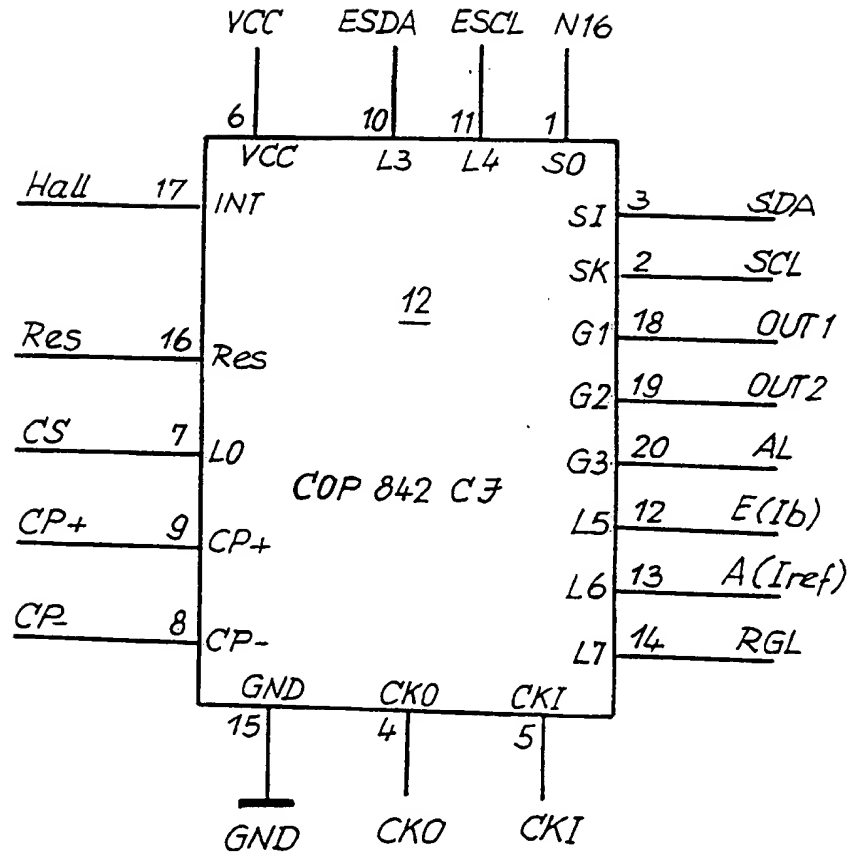 VCC ESDA ESCL N16
6 10 11 1
VCC L3 L4 SO
Hall 17 INT
SI 3 SDA
SK 2 SCL
12
G1 18 OUT1
Res 16 Res
G2 19 OUT2
CS 7 L0
G3 20 AL
COP 842 CJ
L5 12 E(Ib)
CP+ 9 CP+
L6 13 A(Iref)
CP- 8 CP-
L7 14 RGL
GND CKO CKI
15 4 5
GND CKO CKI